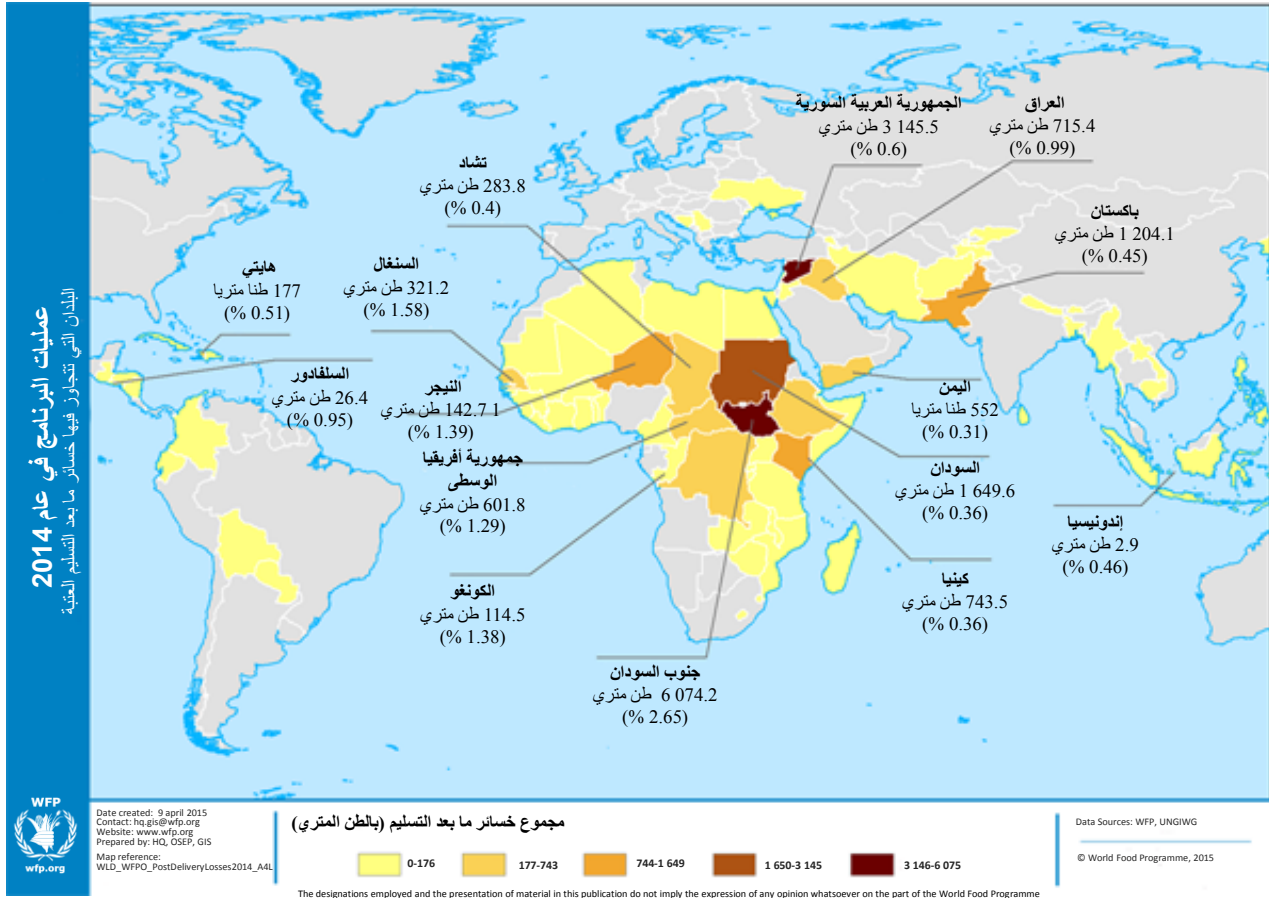 عمليات البرنامج في عام 2014
البلدان التي تتجاوز فيها خسائر ما بعد التسليم العتبة
الجمهورية العربية السورية
3 145.5 طن متري
(% 0.6)
العراق
715.4 طن متري
(% 0.99)
تشاد
283.8 طن متري
(% 0.4)
باكستان
1 204.1 طن متري
(% 0.45)
السنغال
321.2 طن متري
(% 1.58)
هايتي
177 طنا متريا
(% 0.51)
السلفادور
26.4 طن متري
(% 0.95)
النيجر
142.7 1 طن متري
(% 1.39)
اليمن
552 طنا متريا
(% 0.31)
جمهورية أفريقيا
الوسطى
601.8 طن متري
(% 1.29)
السودان
1 649.6 طن متري
(% 0.36)
إندونيسيا
2.9 طن متري
(% 0.46)
الكونغو
114.5 طن متري
(% 1.38)
كينيا
743.5 طن متري
(% 0.36)
جنوب السودان
6 074.2 طن متري
(% 2.65)
WFP
wfp.org
Date created: 9 april 2015
Contact: hq.gis@wfp.org
Website: www.wfp.org
Prepared by: HQ, OSEP, GIS
Map reference:
WLD_WFPO_PostDeliveryLosses2014_A4L
مجموع خسائر ما بعد التسليم (بالطن المتري)
0-176
177-743
744-1 649
1 650-3 145
3 146-6 075
Data Sources: WFP, UNGIWG
© World Food Programme, 2015
The designations employed and the presentation of material in this publication do not imply the expression of any opinion whatsoever on the part of the World Food Programme